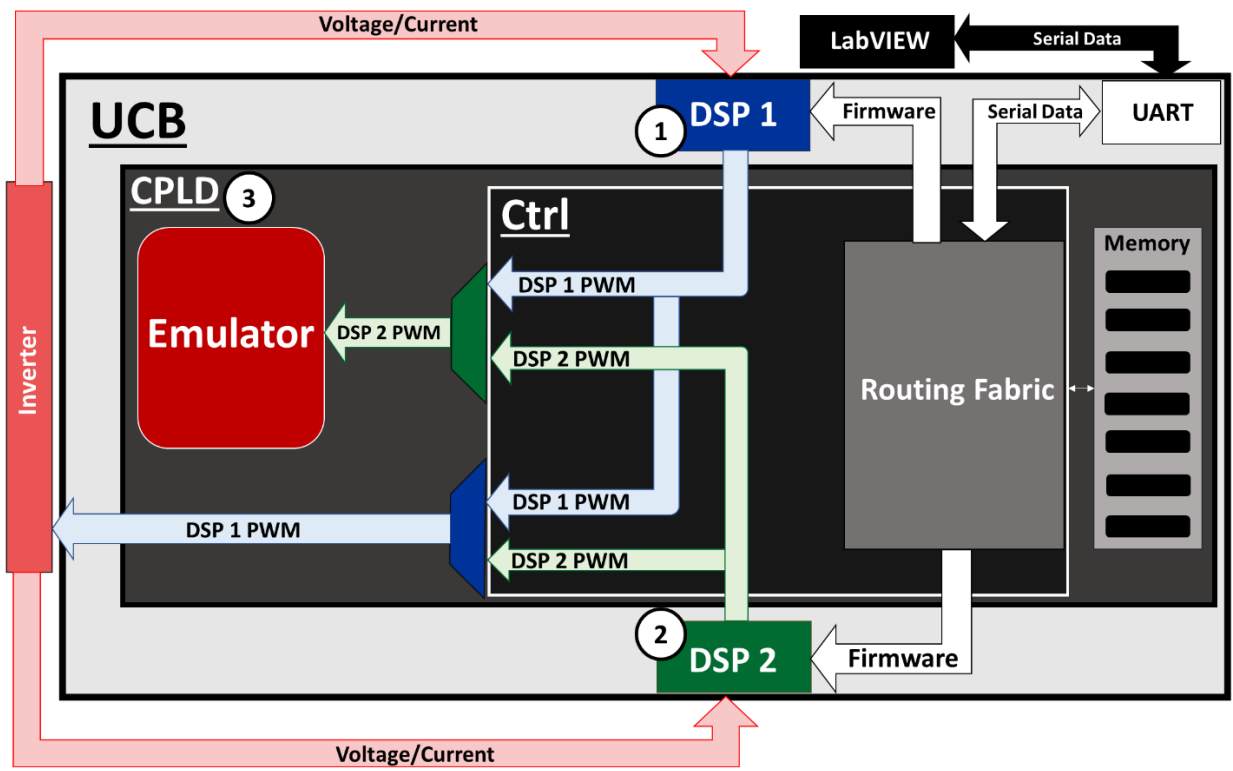 Voltage/Current
LabVIEW
Serial Data
UCB
1
DSP 1
Firmware
Serial Data
UART
CPLD
3
Ctrl
Memory
DSP 1 PWM
Emulator
DSP 2 PWM
DSP 2 PWM
Routing Fabric
Inverter
DSP 1 PWM
DSP 1 PWM
DSP 2 PWM
2
DSP 2
Firmware
Voltage/Current